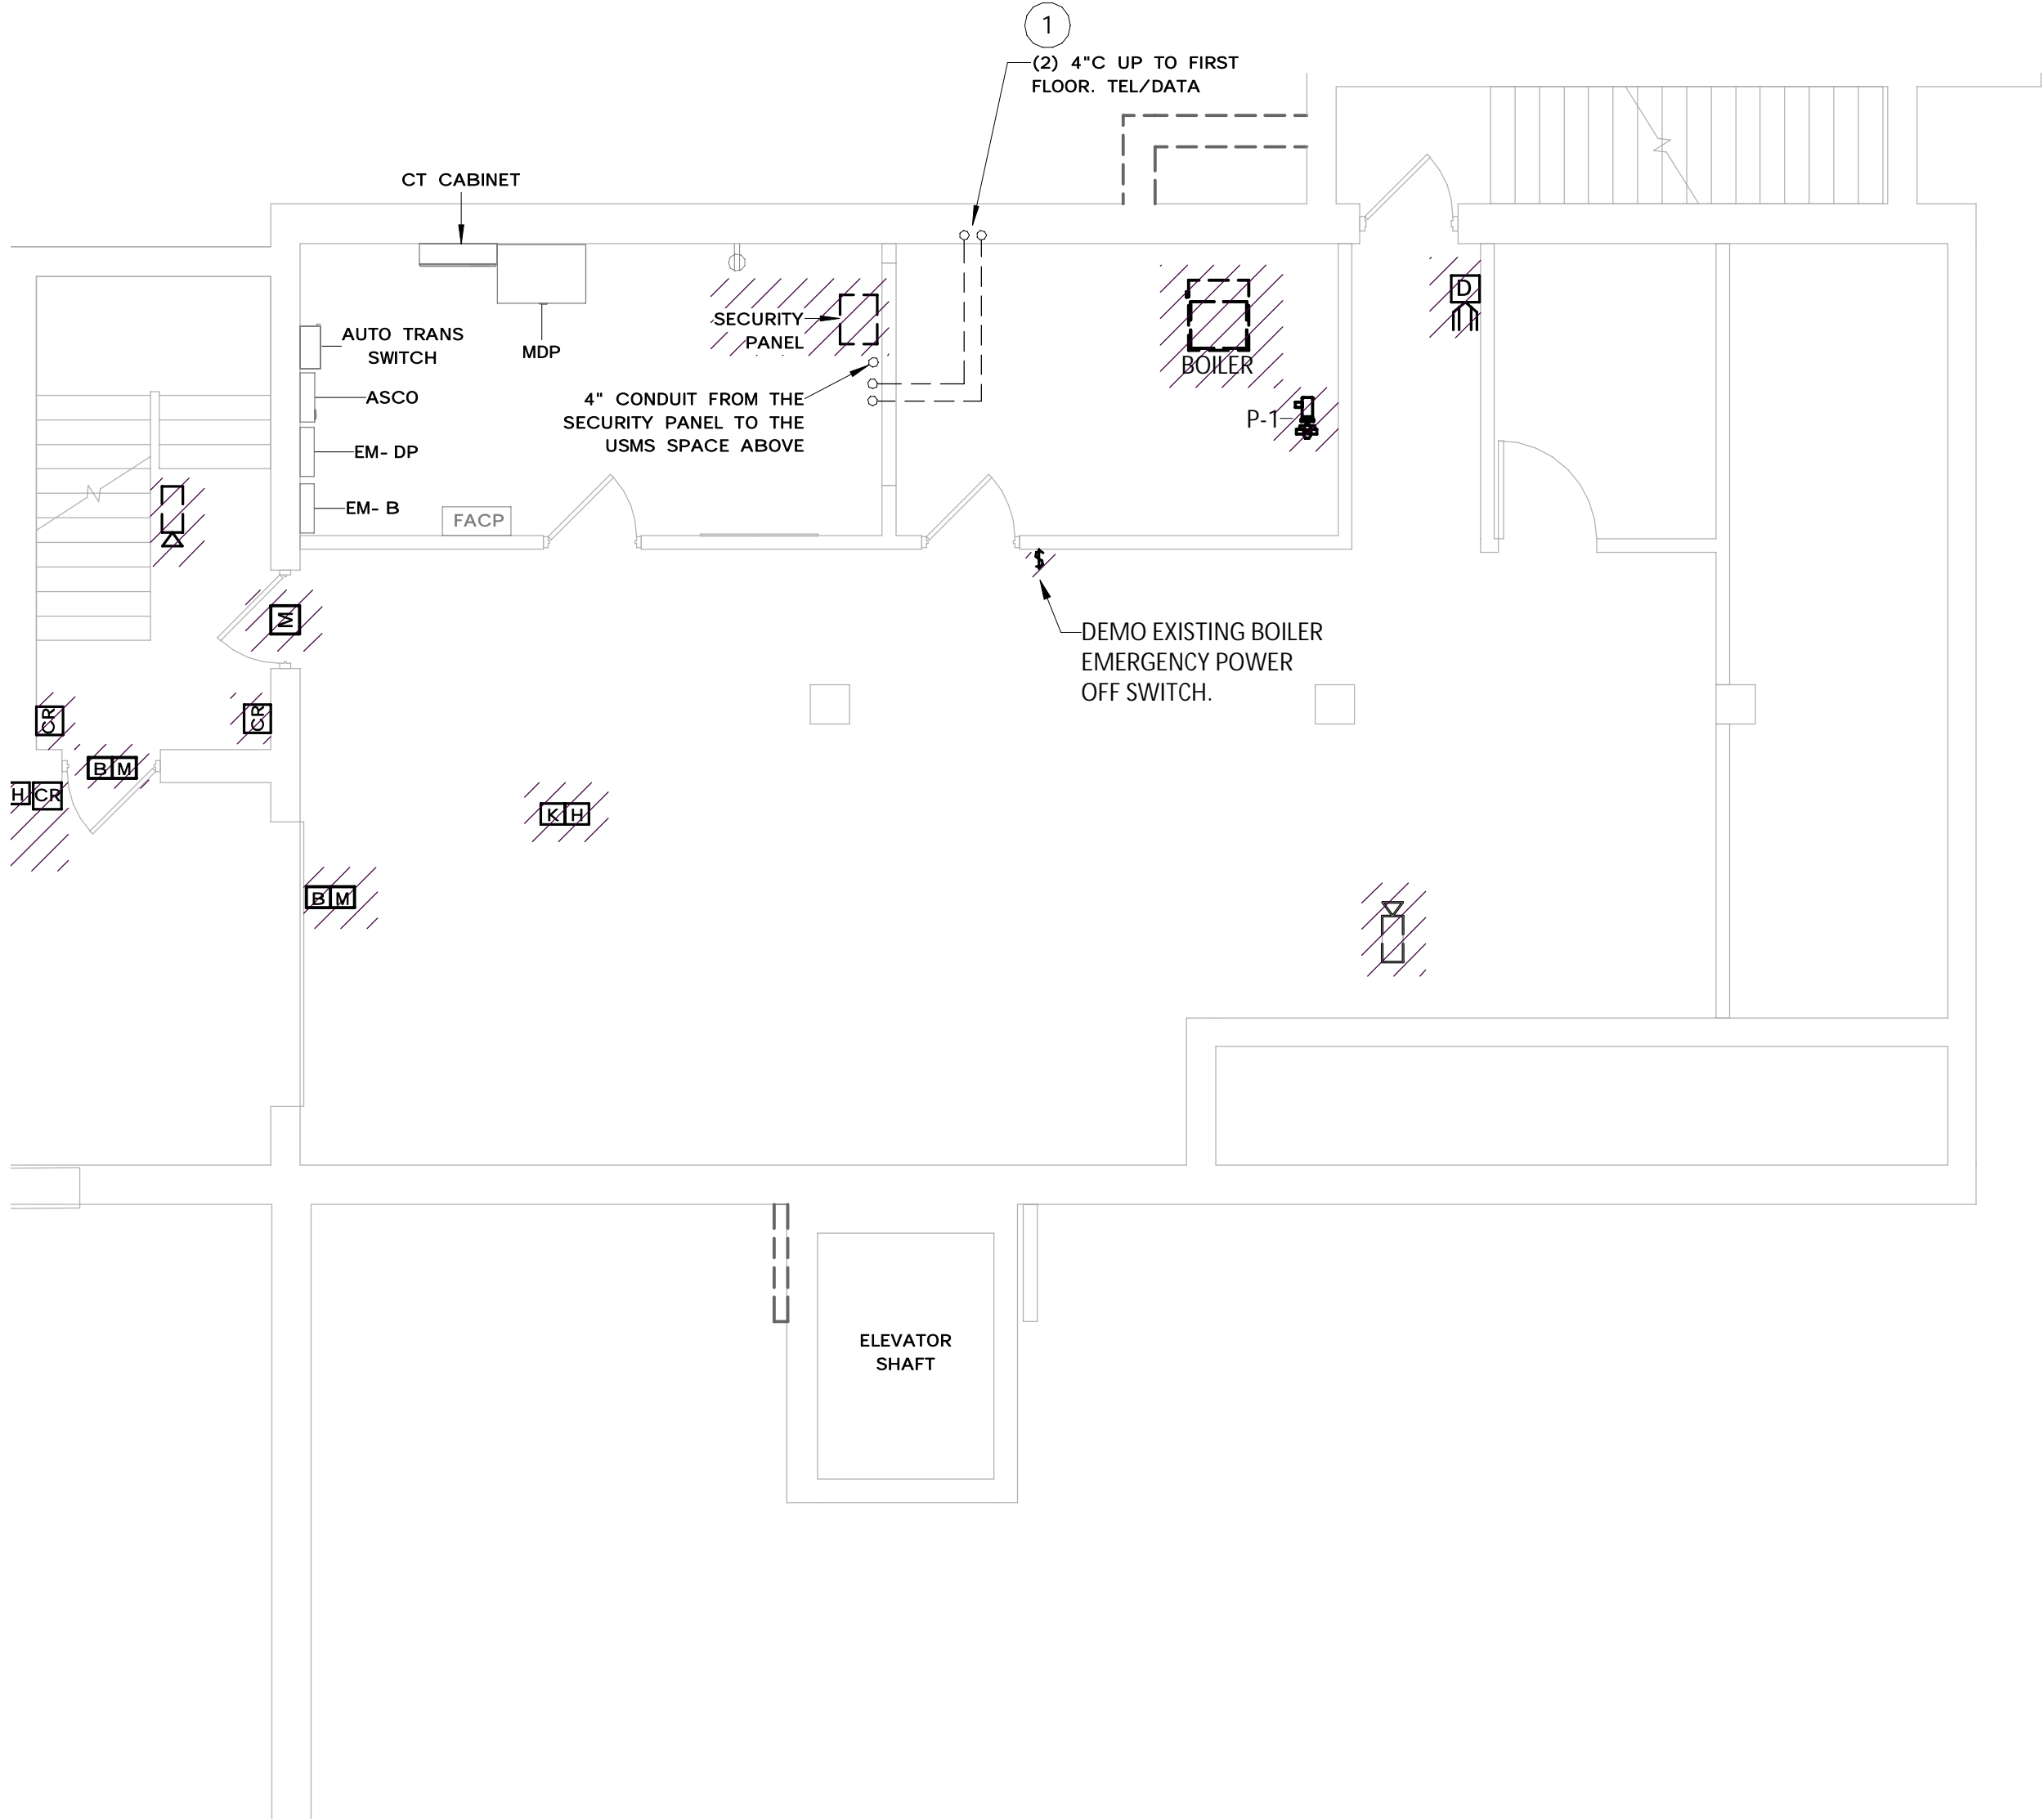 1
(2) 4"C UP TO FIRST
FLOOR. TEL/DATA
CT CABINET
D
SECURITY
PANEL
AUTO TRANS
SWITCH
MDP
BOILER
ASCO
4" CONDUIT FROM THE
SECURITY PANEL TO THE
USMS SPACE ABOVE
P-1
EM- DP
EM- B
FACP
$
M
DEMO EXISTING BOILER
EMERGENCY POWER
OFF SWITCH.
CR
CR
B M
H CR
K H
B M
ELEVATOR
SHAFT